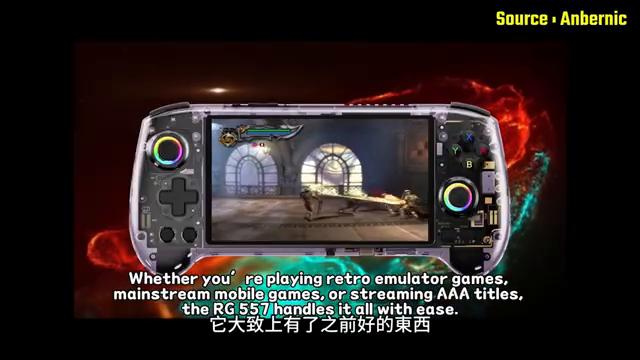 Source : Anbernic
X
Y
B
Whether you're playing retro emulator games,
mainstream mobile games, or streaming AAA titles,
the RG 557 handles it all with ease.
它大致上有了之前好的東西